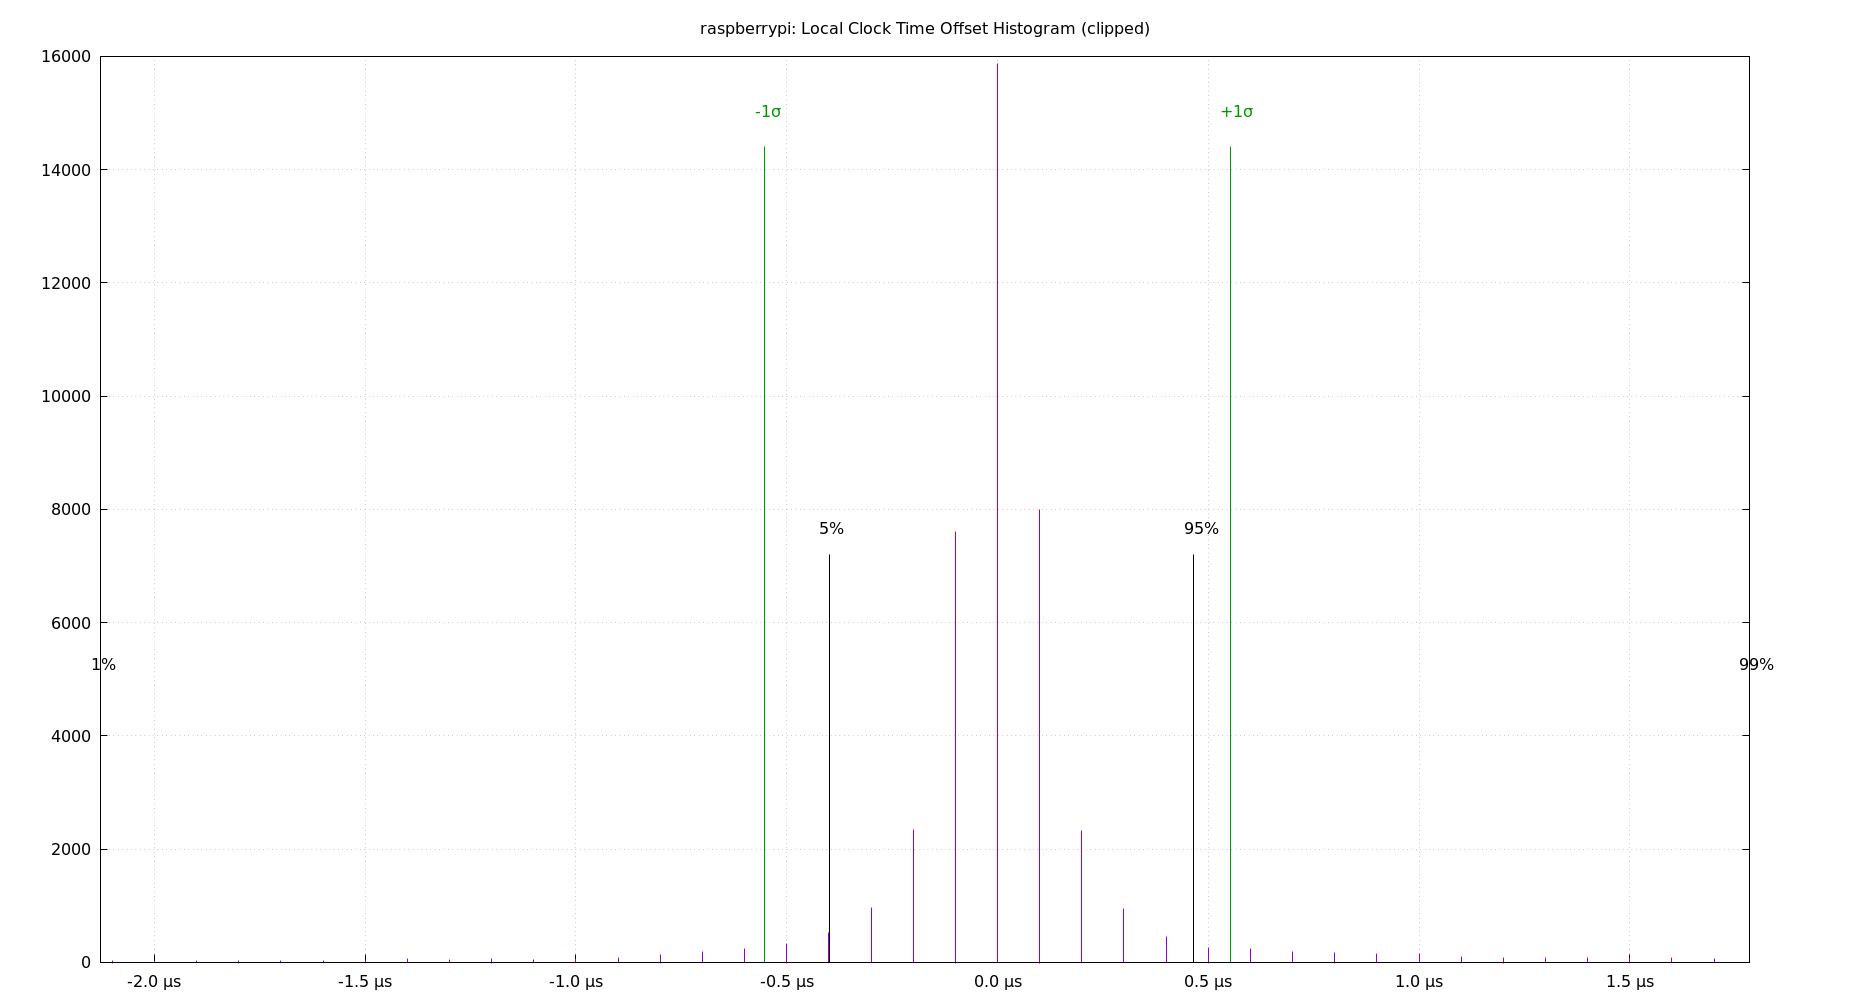 raspberrypi: Local Clock Time Offset Histogram (clipped)
16000
-1σ
+1σ
14000
12000
10000
8000
5%
95%
6000
1%
99%
4000
2000
0
-2.0 μs
-1.5 μs
-1.0 μs
-0.5 μs
0.0 μs
0.5 μs
1.0 μs
1.5 μs